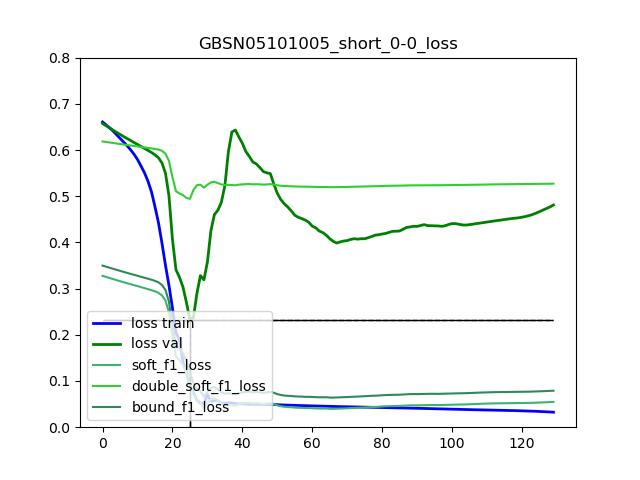 GBSN05101005_short_0-0_loss
0.8
0.7
0.6
0.5
0.4
0.3
0.2
0.1
0.0
loss train
loss val
soft_f1_loss
double_soft_f1_loss
bound_f1_loss
0 20 40 60 80 100 120